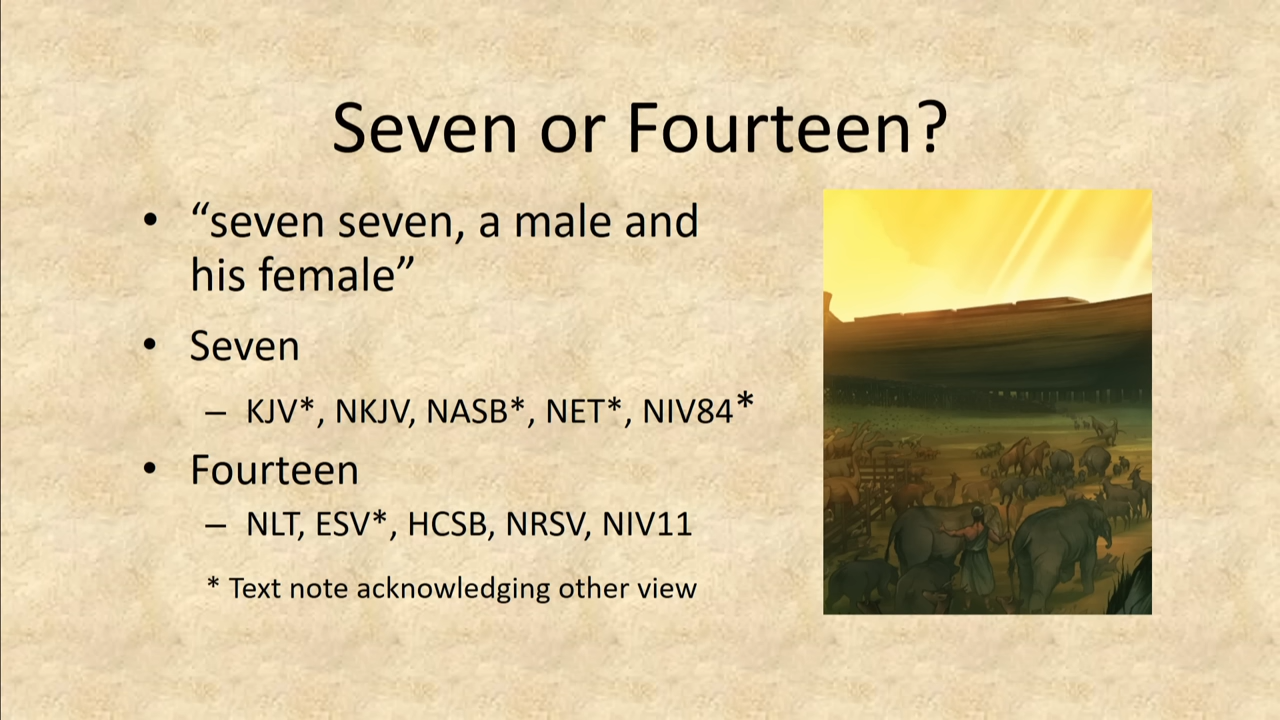 Seven or Fourteen?
• “seven seven, a male and
his female”
• Seven
– KJV*, NKJV, NASB*, NET*, NIV84*
• Fourteen
– NLT, ESV*, HCSB, NRSV, NIV11
* Text note acknowledging other view